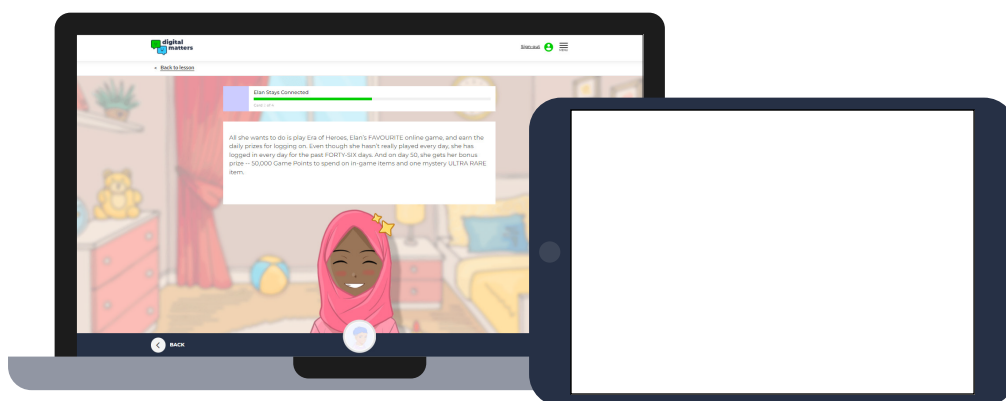 digital
matters
Sign out
MENU
Back to lesson
Elan Stays Connected
All she wants to do is play Era of Heroes, Elan's FAVOURITE online game, and earn the
daily prizes for logging on. Even though she hasn't really played every day, she has
logged in every day for the past FORTY-SIX days. And on day 50, she gets her bonus
prize -- 50,000 Game Points to spend on in-game items and one mystery ULTRA RARE
item.
BACK